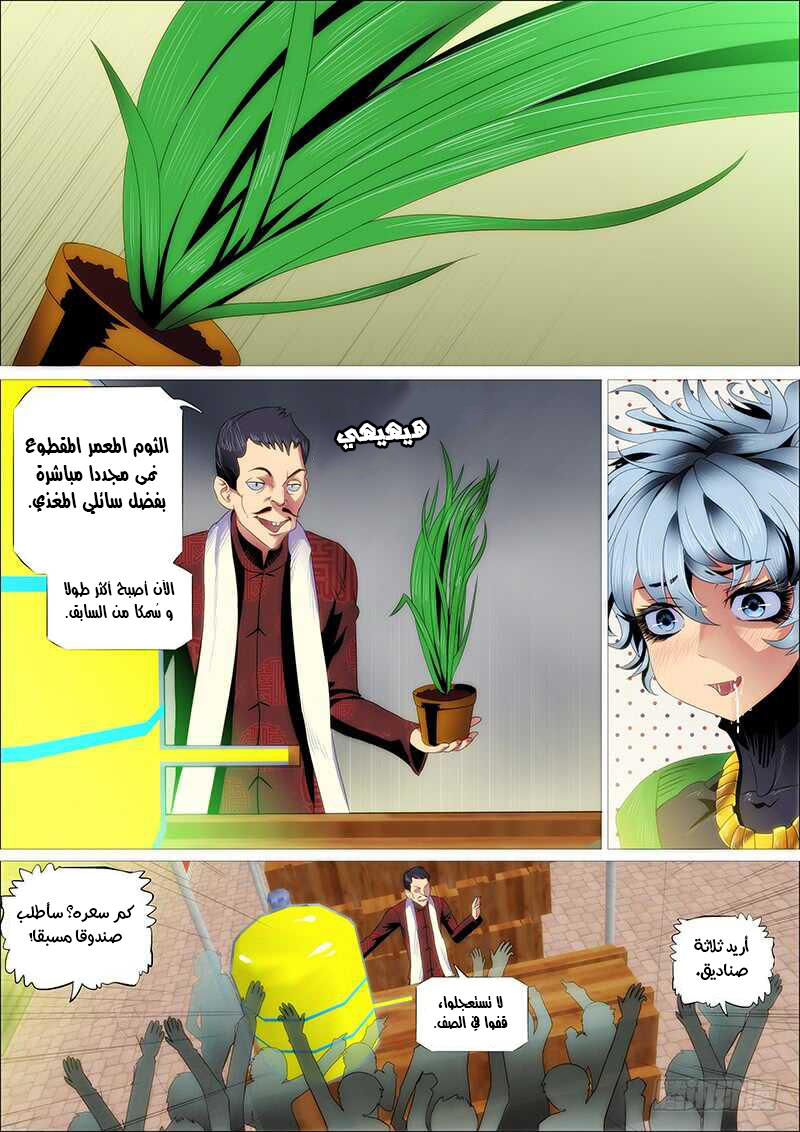 هيهيهي
الثوم المعمر المقطوع
نمى مجددا مباشرة
بفضل سائلي المغذي.
الآن أصبح أكثر طولا
و سُمكا من السابق.
أريد ثلاثة
صناديق.
كم سعره؟ سأطلب
صندوقا مسبقا!
لا تستعجلوا،
قفوا في الصف.